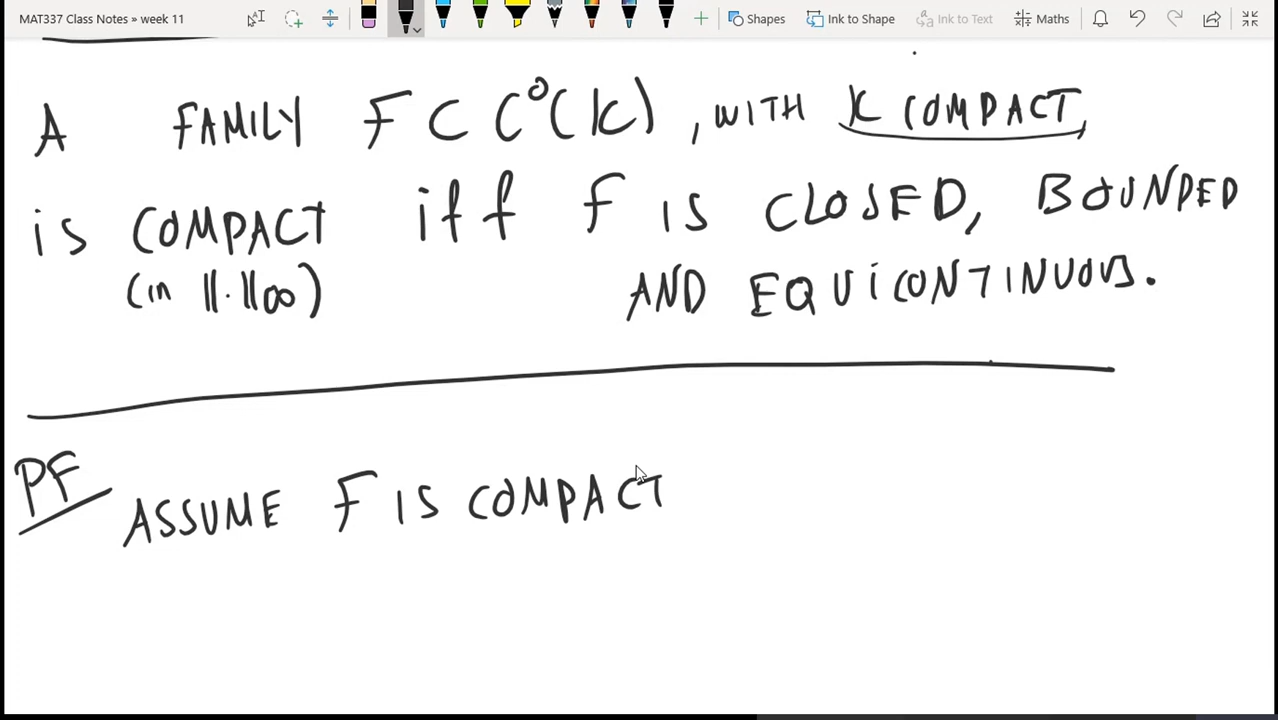 MAT337 Class Notes » week 11
Shapes Ink to Shape Ink to Text Maths
A FAMILY F ⊂ C⁰(K), WITH K COMPACT,
is COMPACT iff F IS CLOSED, BOUNDED
(in ||·||∞) AND EQUICONTINUOUS.
PF
ASSUME F IS COMPACT